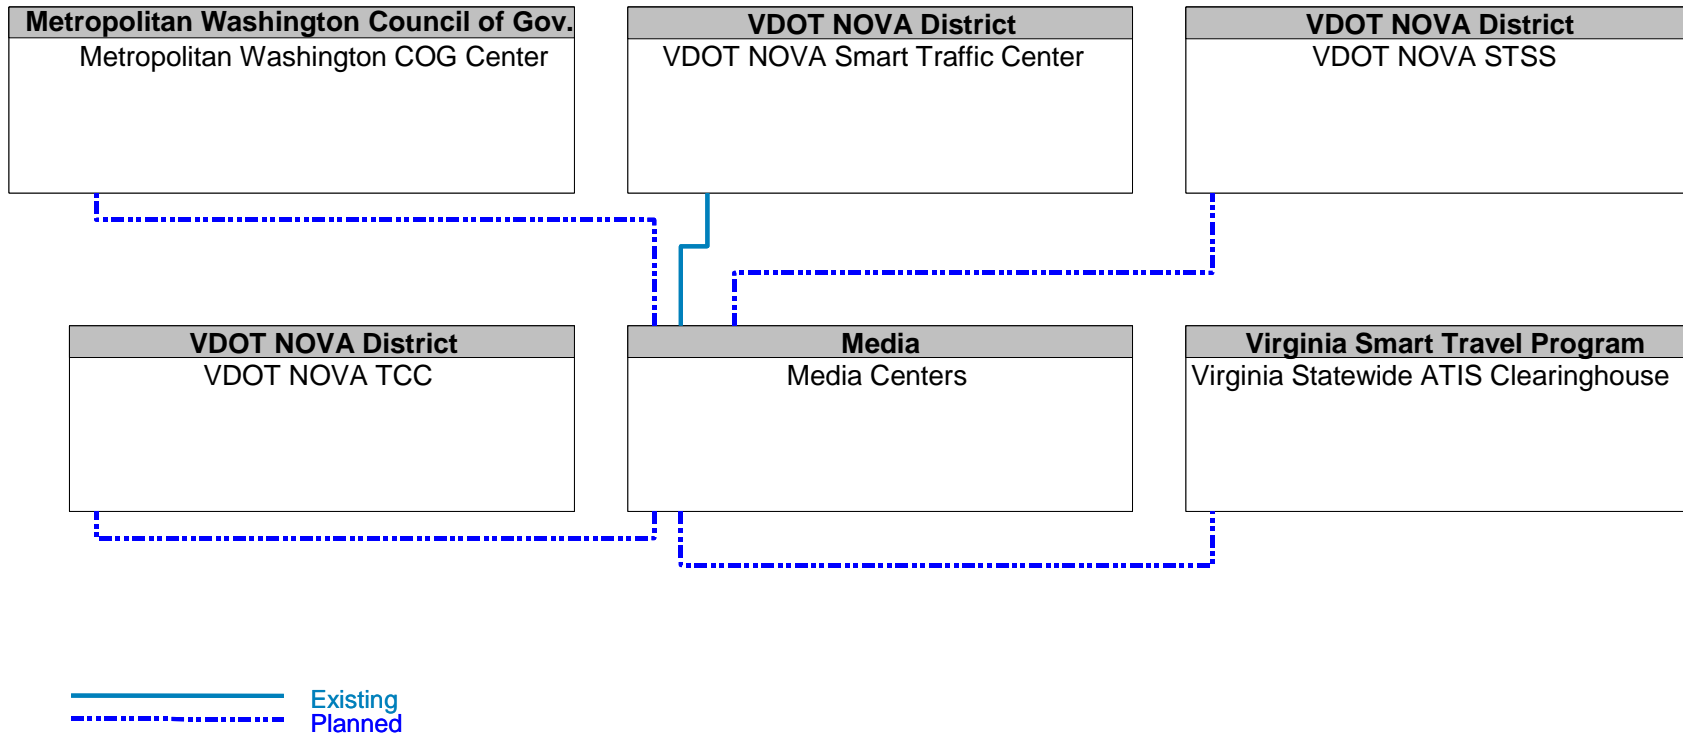 Metropolitan Washington Council of Gov.
Metropolitan Washington COG Center
VDOT NOVA District
VDOT NOVA Smart Traffic Center
VDOT NOVA District
VDOT NOVA STSS
VDOT NOVA District
VDOT NOVA TCC
Media
Media Centers
Virginia Smart Travel Program
Virginia Statewide ATIS Clearinghouse
Existing
Planned